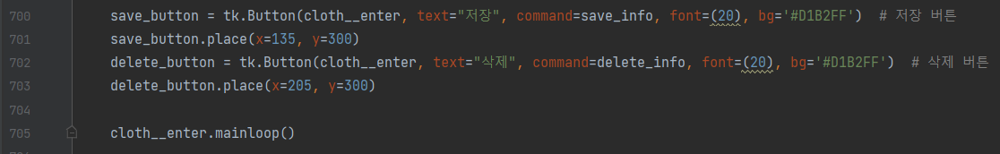 700 save_button = tk.Button(cloth__enter, text="저장", command=save_info, font=(20), bg='#D1B2FF')  # 저장 버튼
701 save_button.place(x=135, y=300)
702 delete_button = tk.Button(cloth__enter, text="삭제", command=delete_info, font=(20), bg='#D1B2FF')  # 삭제 버튼
703 delete_button.place(x=205, y=300)
704
705 cloth__enter.mainloop()